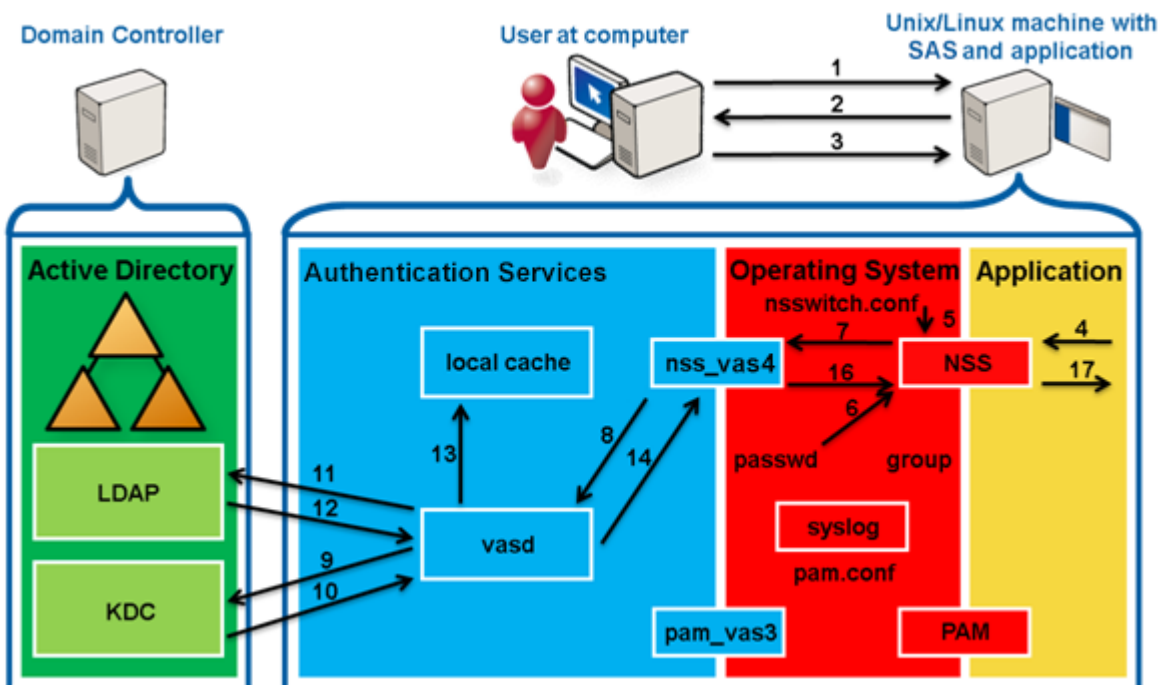 Domain Controller
User at computer
Unix/Linux machine with
SAS and application
1
2
3
Active Directory
Authentication Services
Operating System
Application
nsswitch.conf
5
7
4
local cache
nss_vas4
NSS
16
17
6
8
14
13
passwd
group
11
LDAP
12
syslog
vasd
9
pam.conf
10
KDC
pam_vas3
PAM